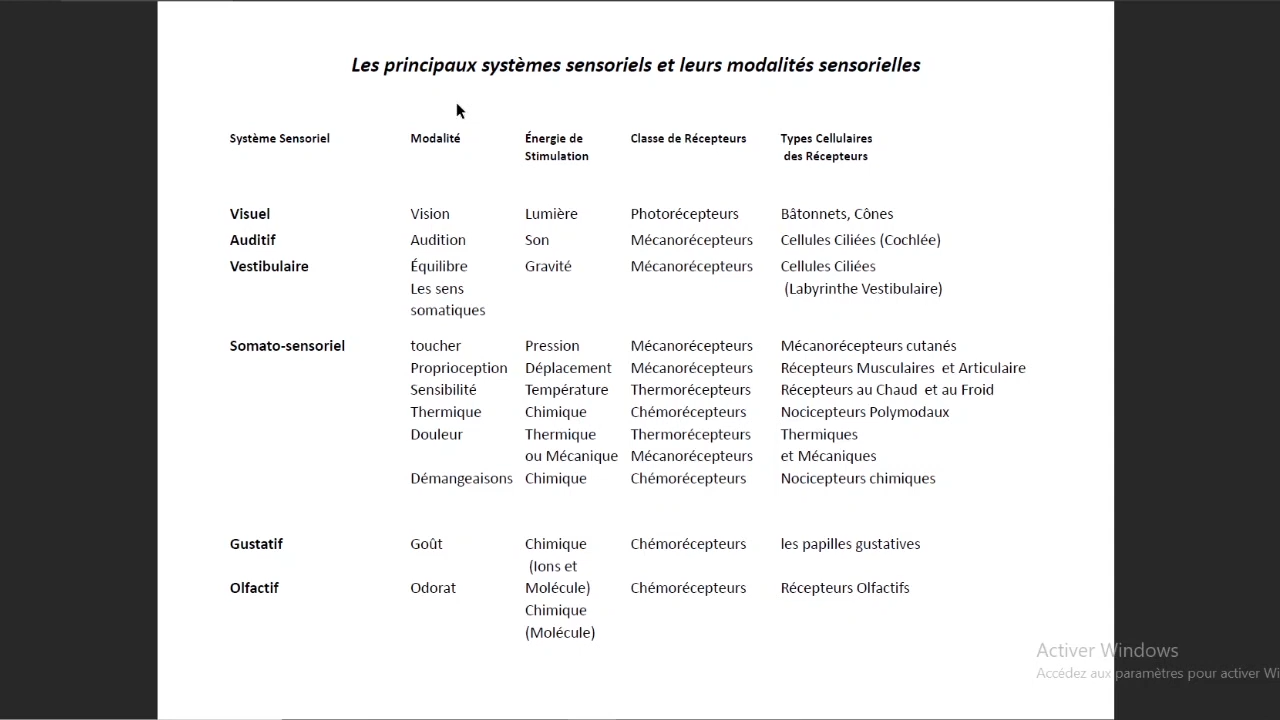 Les principaux systèmes sensoriels et leurs modalités sensorielles
Système Sensoriel Modalité Énergie de Classe de Récepteurs Types Cellulaires
Stimulation des Récepteurs
Visuel Vision Lumière Photorécepteurs Bâtonnets, Cônes
Auditif Audition Son Mécanorécepteurs Cellules Ciliées (Cochlée)
Vestibulaire Équilibre Gravité Mécanorécepteurs Cellules Ciliées
Les sens (Labyrinthe Vestibulaire)
somatiques
Somato-sensoriel toucher Pression Mécanorécepteurs Mécanorécepteurs cutanés
Proprioception Déplacement Mécanorécepteurs Récepteurs Musculaires et Articulaire
Sensibilité Température Thermorécepteurs Récepteurs au Chaud et au Froid
Thermique Chimique Chémorécepteurs Nocicepteurs Polymodaux
Douleur Thermique Thermorécepteurs Thermiques
ou Mécanique Mécanorécepteurs et Mécaniques
Démangeaisons Chimique Chémorécepteurs Nocicepteurs chimiques
Gustatif Goût Chimique Chémorécepteurs les papilles gustatives
(Ions et
Olfactif Odorat Molécule) Chémorécepteurs Récepteurs Olfactifs
Chimique
(Molécule)
Activer Windows
Accédez aux paramètres pour activer Wi